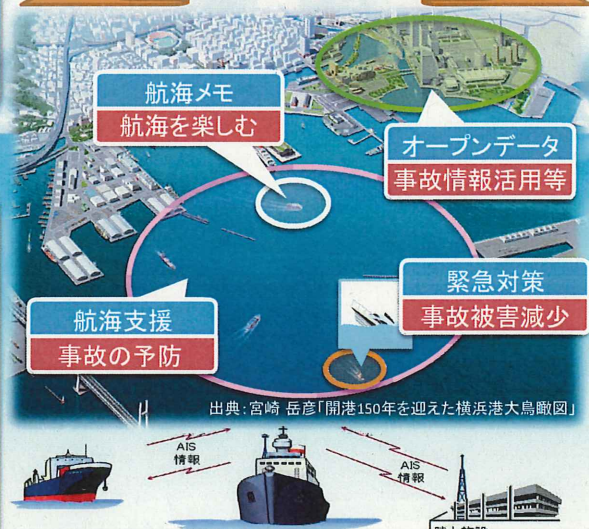 航海メモ
航海を楽しむ
オープンデータ
事故情報活用等
緊急対策
事故被害減少
航海支援
事故の予防
出典：宮崎 岳彦「開港150年を迎えた横浜港大鳥瞰図」
AIS
情報
AIS
情報